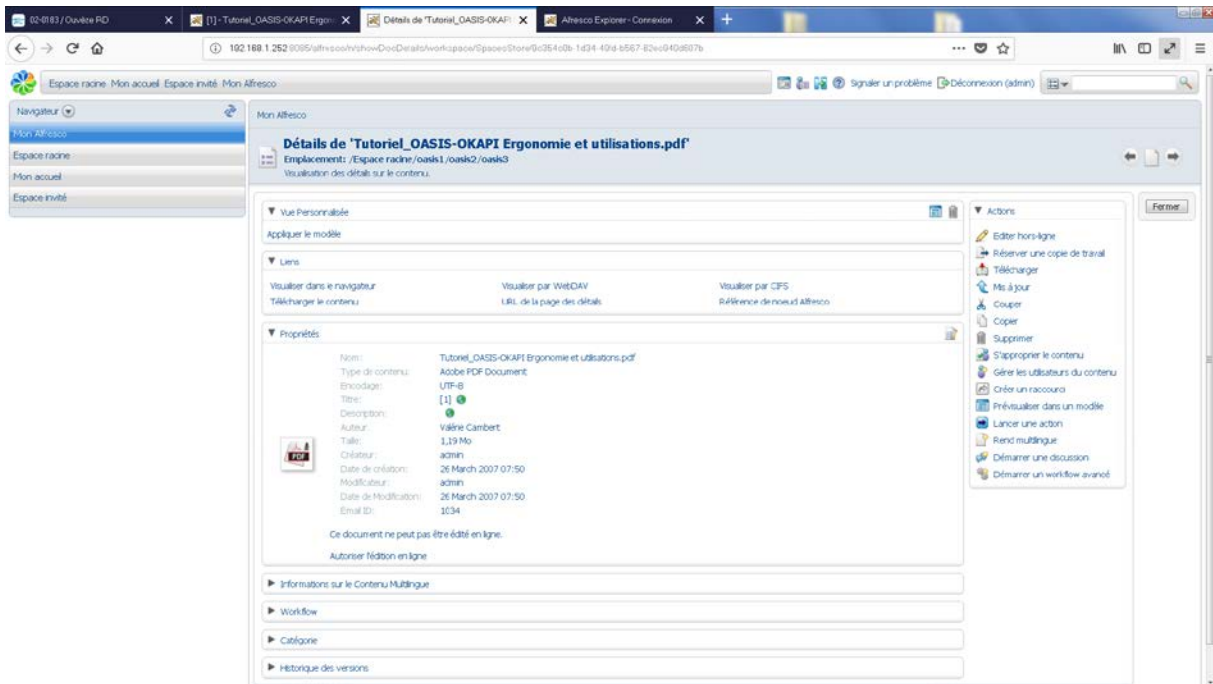 02-0183 / Ouvère RD
[1] - Tutoriel_OASIS-OKAPI Ergon
Détails de 'Tutoriel_OASIS-OKAPI
Alfresco Explorer - Connexion
192.168.1.252
Espace racine Mon accueil Espace invité Mon Alfresco
Signaler un problème Déconnexion (admin)
Navigateur
Mon Alfresco
Espace racine
Mon accueil
Espace invité
Mon Alfresco
Détails de 'Tutoriel_OASIS-OKAPI Ergonomie et utilisations.pdf'
Emplacement: /Espace racine/oasis1/oasis2/oasis3
Visualisation des détails sur le contenu.
Fermer
Vue Personnalisée
Appliquer le modèle
Liens
Visualiser dans le navigateur Visualiser par WebDAV Visualiser par CIFS
Télécharger le contenu URL de la page des détails Référence de noeud Alfresco
Propriétés
Nom: Tutoriel_OASIS-OKAPI Ergonomie et utilisations.pdf
Type de contenu: Adobe PDF Document
Encodage: UTF-8
Titre: [1]
Description:
Auteur: Valérie Cambert
Taille: 1,19 Mo
Créateur: admin
Date de création: 26 March 2007 07:50
Modificateur: admin
Date de Modification: 26 March 2007 07:50
Email ID: 1034
PDF
Ce document ne peut pas être édité en ligne.
Autoriser l'édition en ligne
Informations sur le Contenu Multilingue
Workflow
Catégorie
Historique des versions
Actions
Editer hors-ligne
Réserver une copie de travail
Télécharger
Mis à jour
Couper
Copier
Supprimer
S'approprier le contenu
Gérer les utilisateurs du contenu
Créer un raccourci
Prévisualiser dans un modèle
Lancer une action
Rend multilingue
Démarrer une discussion
Démarrer un workflow avancé